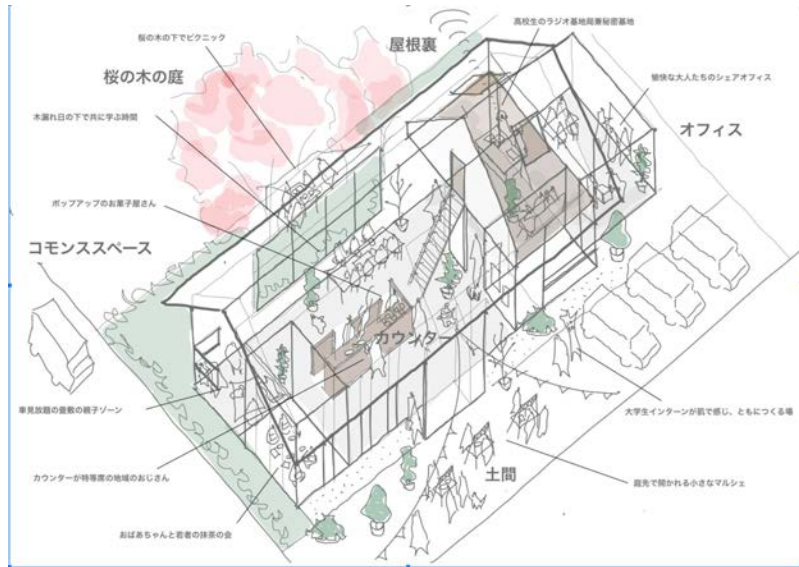 高校生のラジオ基地局兼秘密基地
桜の木の下でピクニック
屋根裏
桜の木の庭
愉快な大人たちのシェアオフィス
木漏れ日の下で共に学ぶ時間
オフィス
ポップアップのお菓子屋さん
コモンススペース
カウンター
車見放題の畳敷の親子ゾーン
大学生インターンが肌で感じ、ともにつくる場
カウンターが特等席の地域のおじさん
土間
庭先で開かれる小さなマルシェ
おばあちゃんと若者の抹茶の会